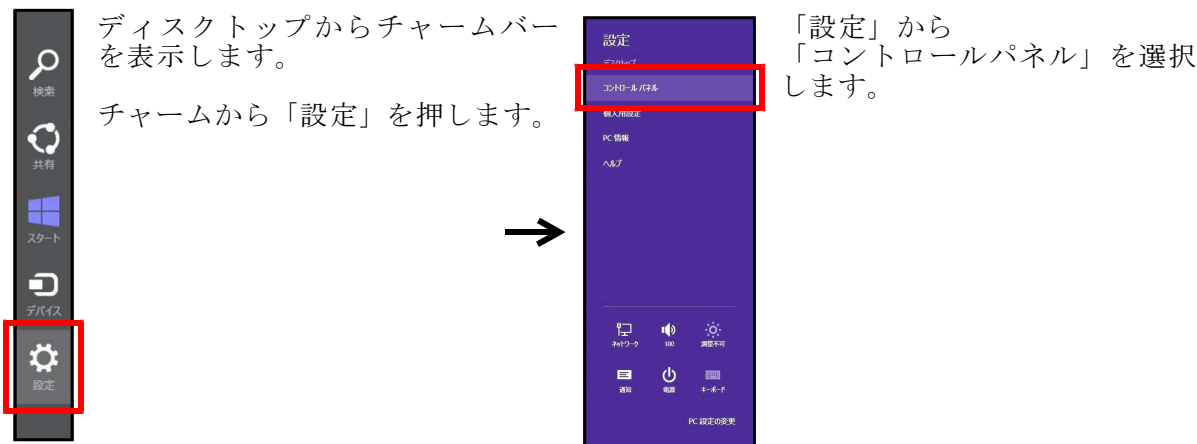 ディスクトップからチャームバー
を表示します。
チャームから「設定」を押します。
検索
共有
スタート
デバイス
設定
設定
デスクトップ
コントロール パネル
個人用設定
PC 情報
ヘルプ
ネットワーク
100
調整不可
通知
電源
キーボード
PC 設定の変更
「設定」から
「コントロールパネル」を選択
します。